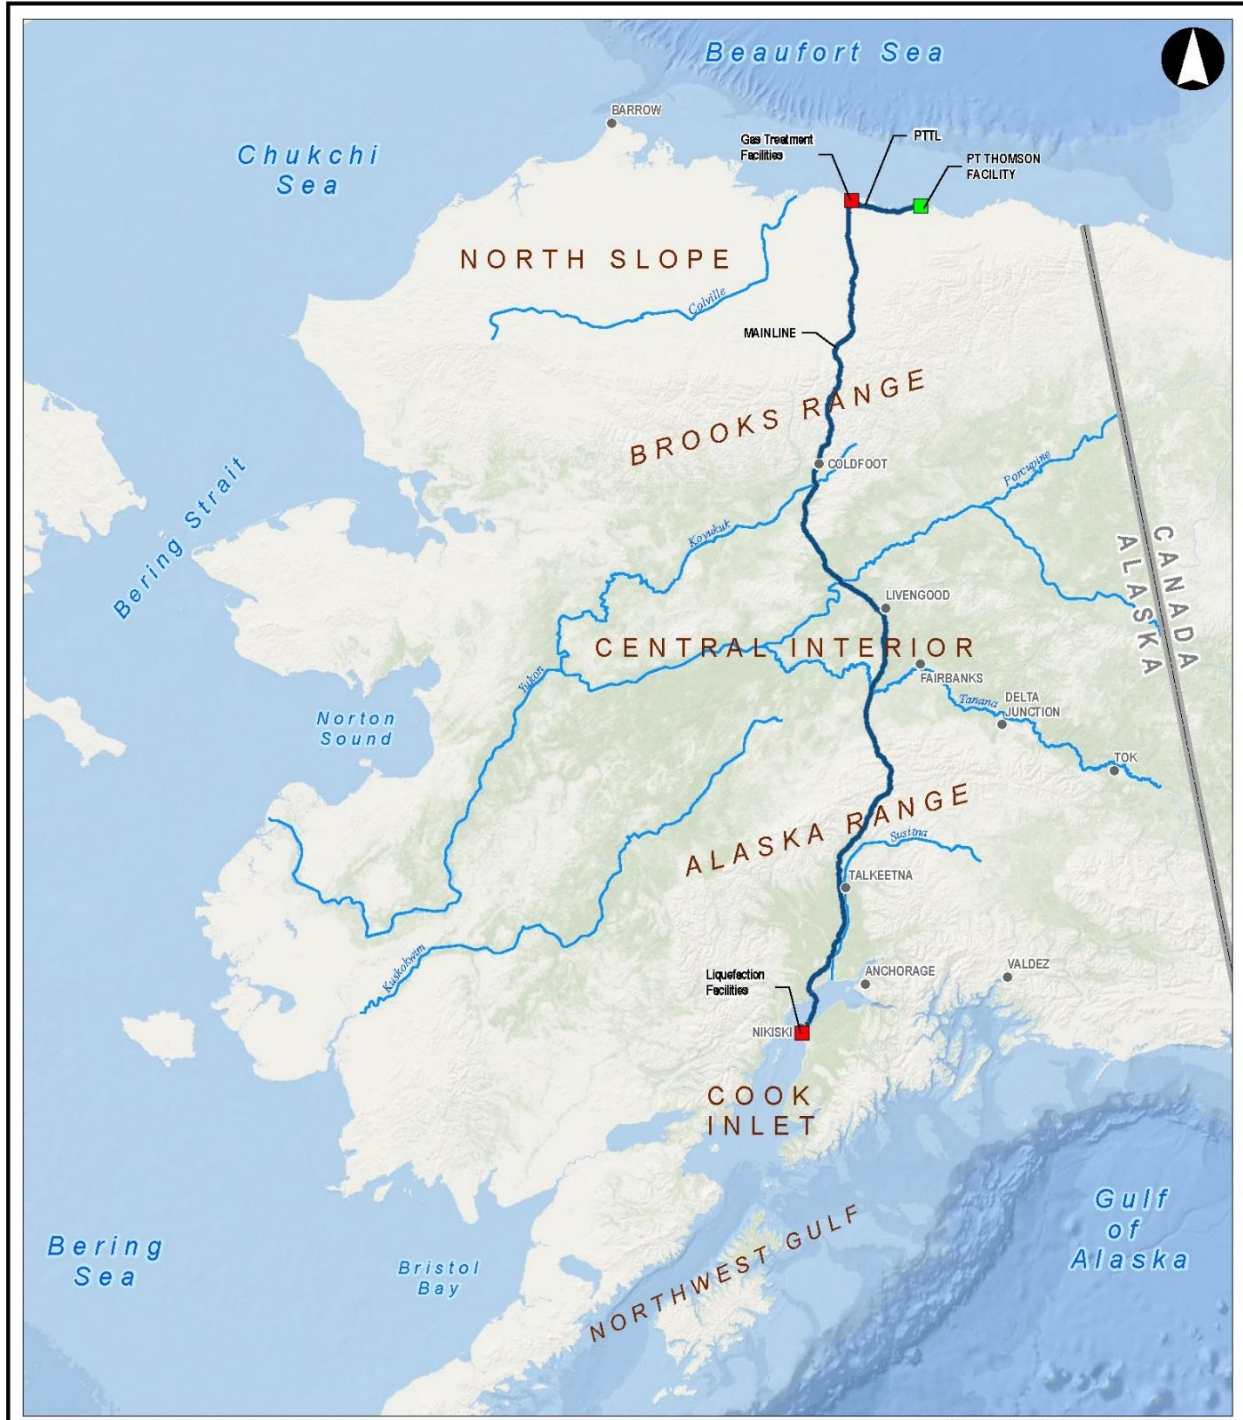 Beaufort Sea
BARROW
Chukchi
Sea
Gas Treatment
Facilities
PTTL
PT THOMSON
FACILITY
NORTH SLOPE
Colville
MAINLINE
BROOKS RANGE
COLDFOOT
Porcupine
Bering Strait
Koyukuk
CANADA
ALASKA
LIVENGOOD
CENTRAL INTERIOR
FAIRBANKS
Yukon
Tanana
DELTA
JUNCTION
Norton
Sound
TOK
ALASKA RANGE
Susitna
TALKEETNA
Kuskokwim
Liquefaction
Facilities
ANCHORAGE
VALDEZ
NIKISKI
COOK
INLET
Gulf
of
Alaska
Bering
Sea
Bristol
Bay
NORTHWEST GULF